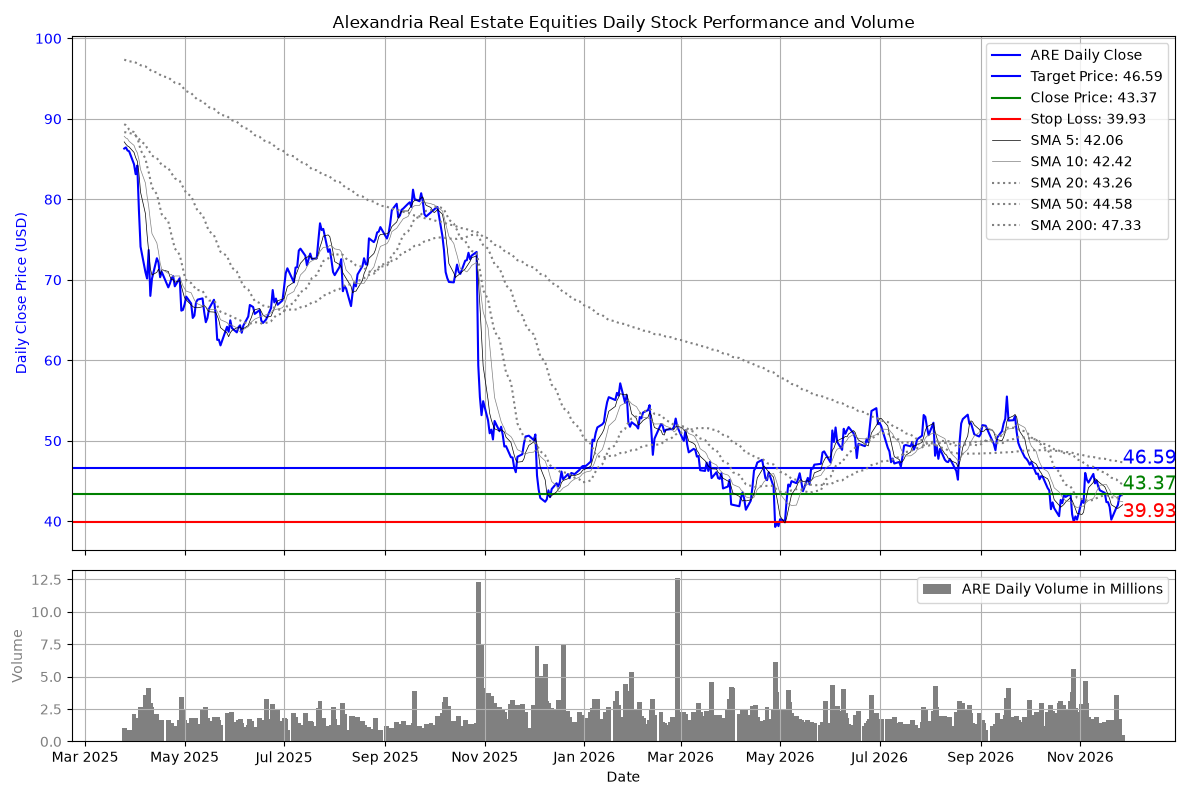 Alexandria Real Estate Equities Daily Stock Performance and Volume
100
90
80
70
60
50
40
Daily Close Price (USD)
ARE Daily Close
Target Price: 46.59
Close Price: 43.37
Stop Loss: 39.93
SMA 5: 42.06
SMA 10: 42.42
SMA 20: 43.26
SMA 50: 44.58
SMA 200: 47.33
46.59
43.37
39.93
12.5
10.0
7.5
5.0
2.5
0.0
Volume
ARE Daily Volume in Millions
Mar 2025
May 2025
Jul 2025
Sep 2025
Nov 2025
Jan 2026
Mar 2026
May 2026
Jul 2026
Sep 2026
Nov 2026
Date